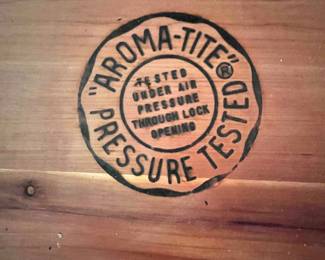 "AROMA-TITE"®
PRESSURE TESTED
TESTED
UNDER AIR
PRESSURE
THROUGH LOCK
OPENING